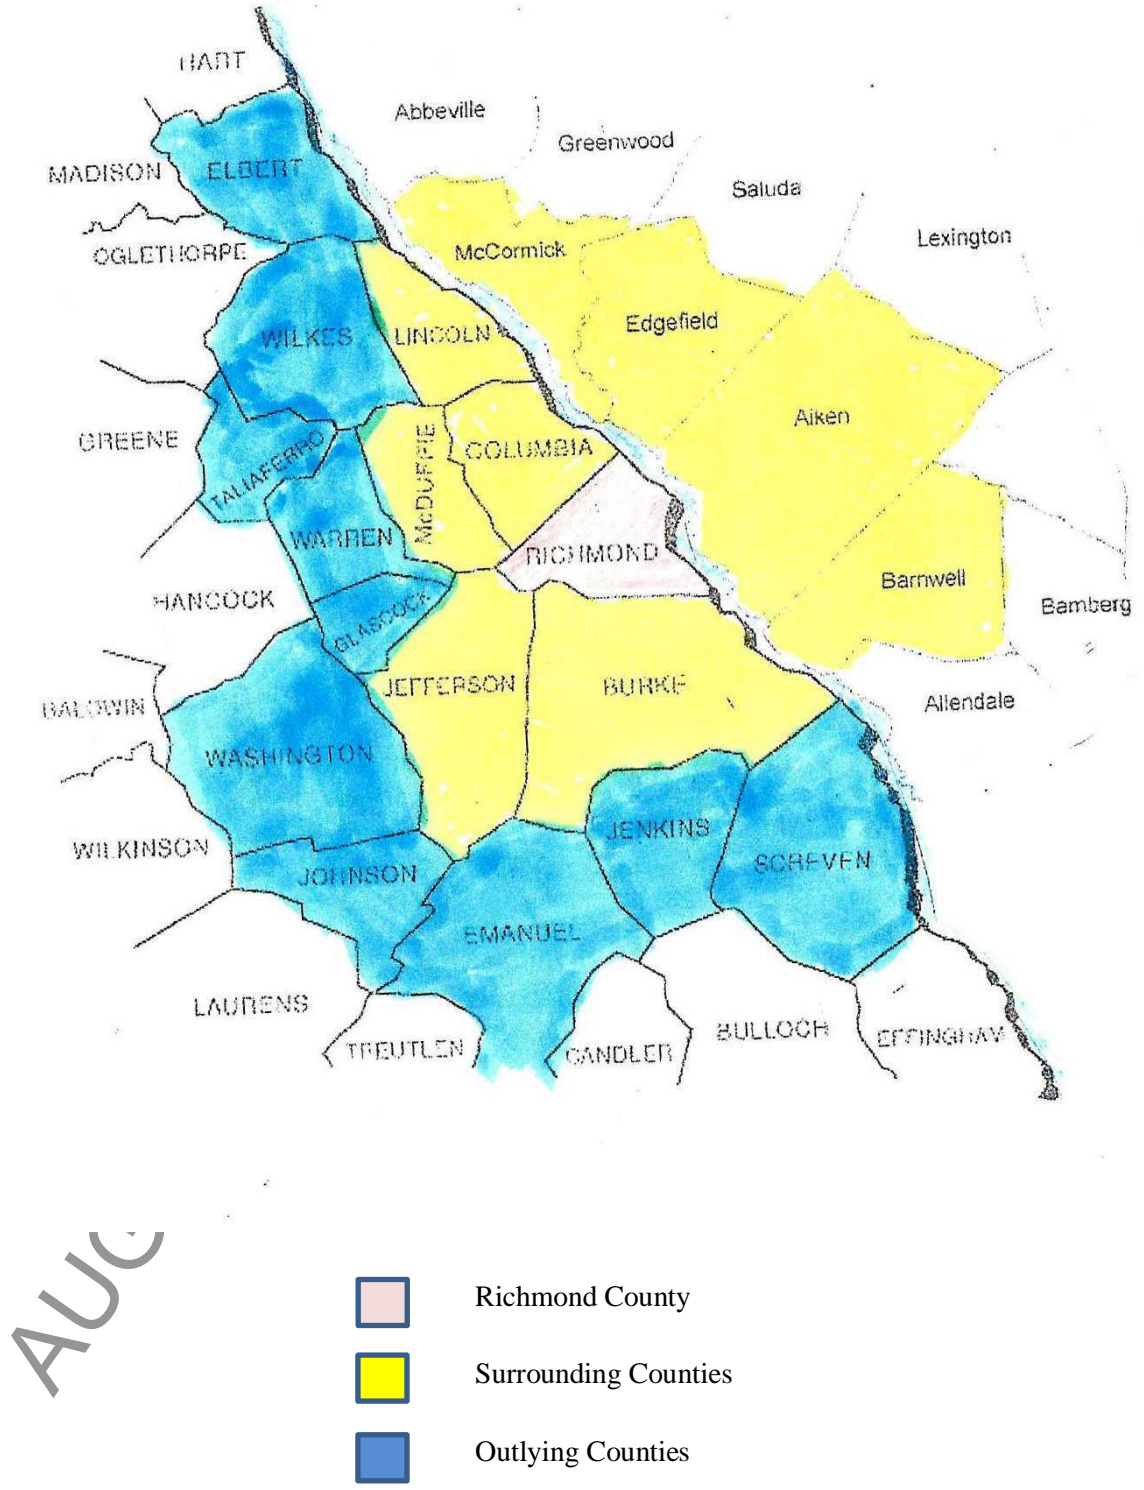 HART
Abbeville
Greenwood
MADISON
ELBERT
Saluda
Lexington
OGLETHORPE
McCormick
WILKES
LINCOLN
Edgefield
Aiken
GREENE
TALIAFERRO
McDUFFIE
COLUMBIA
WARREN
RICHMOND
Barnwell
HANCOCK
GLASCOCK
Bamberg
JEFFERSON
BURKE
BALDWIN
Allendale
WASHINGTON
WILKINSON
JENKINS
JOHNSON
SCREVEN
EMANUEL
LAURENS
TREUTLEN
CANDLER
BULLOCH
EFFINGHAM
AUG
Richmond County
Surrounding Counties
Outlying Counties